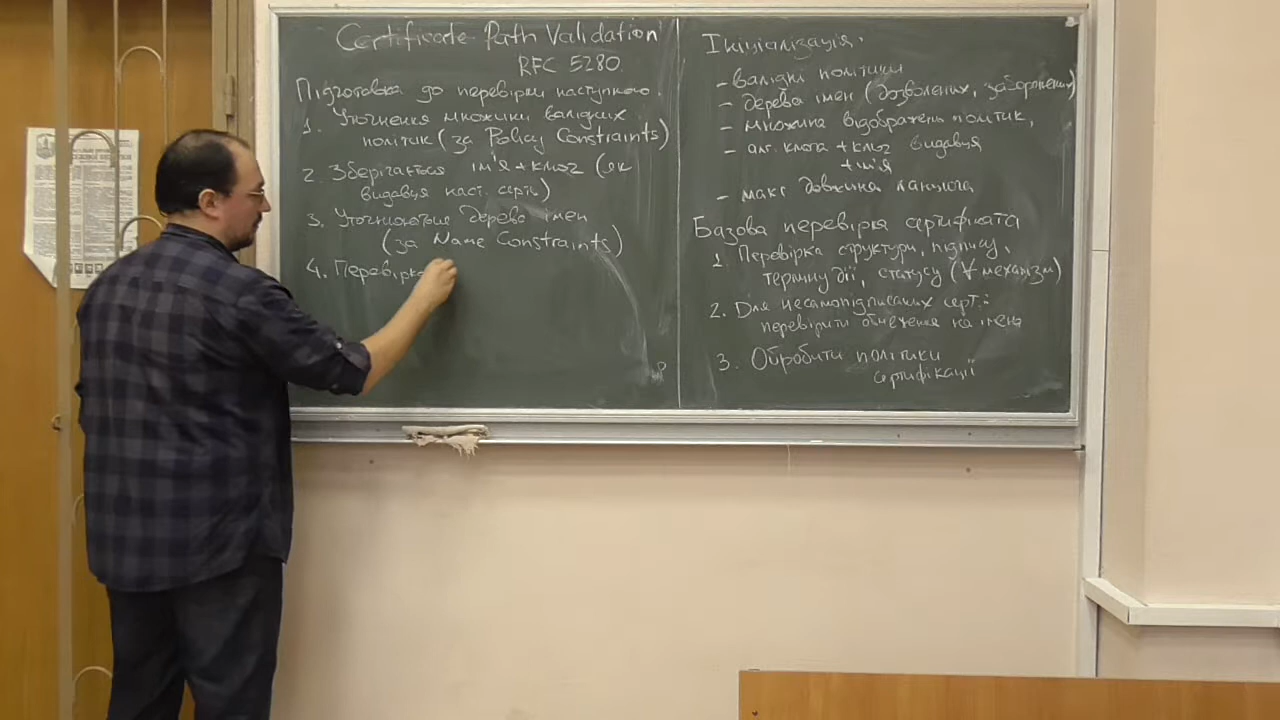 Certificate Path Validation
RFC 5280.
Підготовка до перевірки наступного.
1. Уточнення множини валідних
політик (за Policy Constraints)
2. Зберігається ім'я + ключ (як
видавця наст. серт.)
3. Уточнюється дерево імен
(за Name Constraints)
4. Перевірка
Ініціалізація.
- валідні політики
- дерева імен (дозволених, заборонених)
- множина відображень політик,
- алг. ключа + ключ видавця
+ ім'я
- макс довжина ланцюга
Базова перевірка сертифіката
1. Перевірка структури, підпису,
терміну дії, статусу (∀ механізм)
2. Для несамопідписаних серт.:
перевірити обмеження на імена
3. Обробити політики
сертифікації